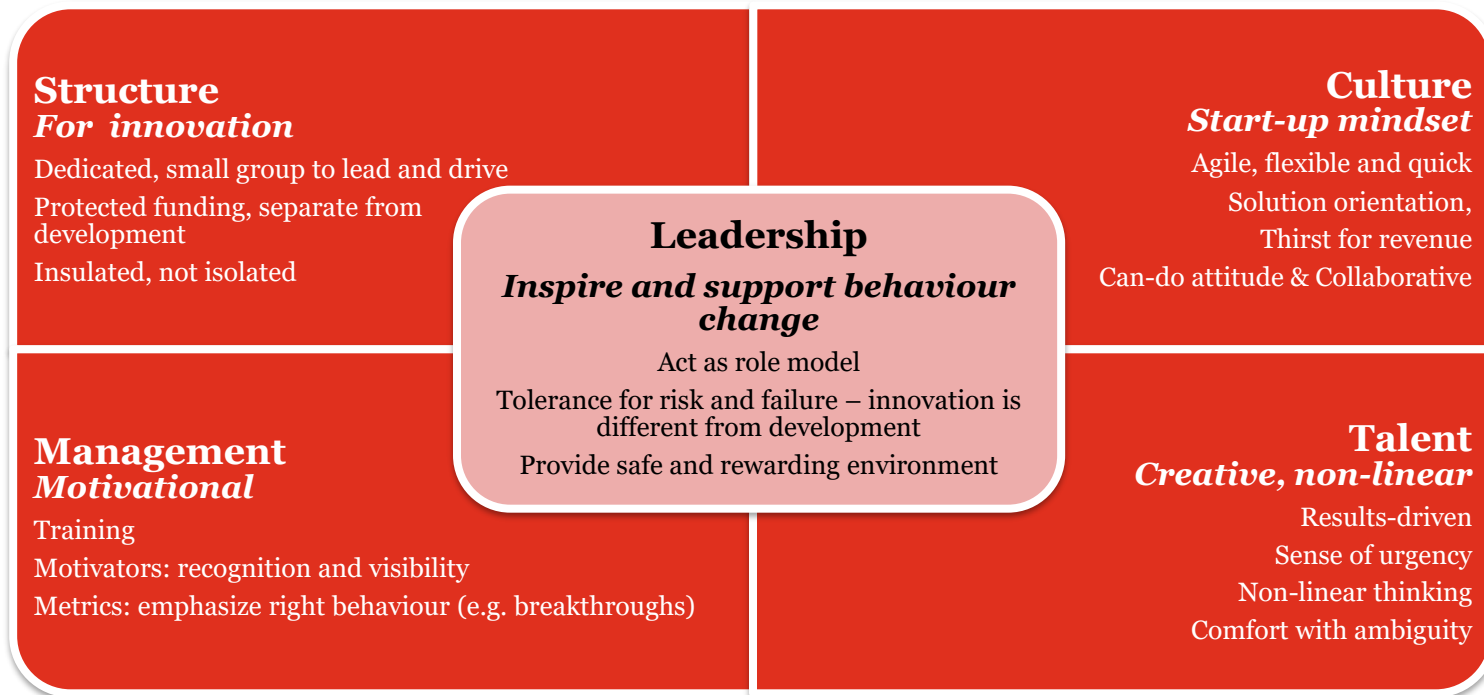 Structure
For innovation
Dedicated, small group to lead and drive
Protected funding, separate from
development
Insulated, not isolated
Culture
Start-up mindset
Agile, flexible and quick
Solution orientation,
Thirst for revenue
Can-do attitude & Collaborative
Leadership
Inspire and support behaviour
change
Act as role model
Tolerance for risk and failure – innovation is
different from development
Provide safe and rewarding environment
Management
Motivational
Training
Motivators: recognition and visibility
Metrics: emphasize right behaviour (e.g. breakthroughs)
Talent
Creative, non-linear
Results-driven
Sense of urgency
Non-linear thinking
Comfort with ambiguity